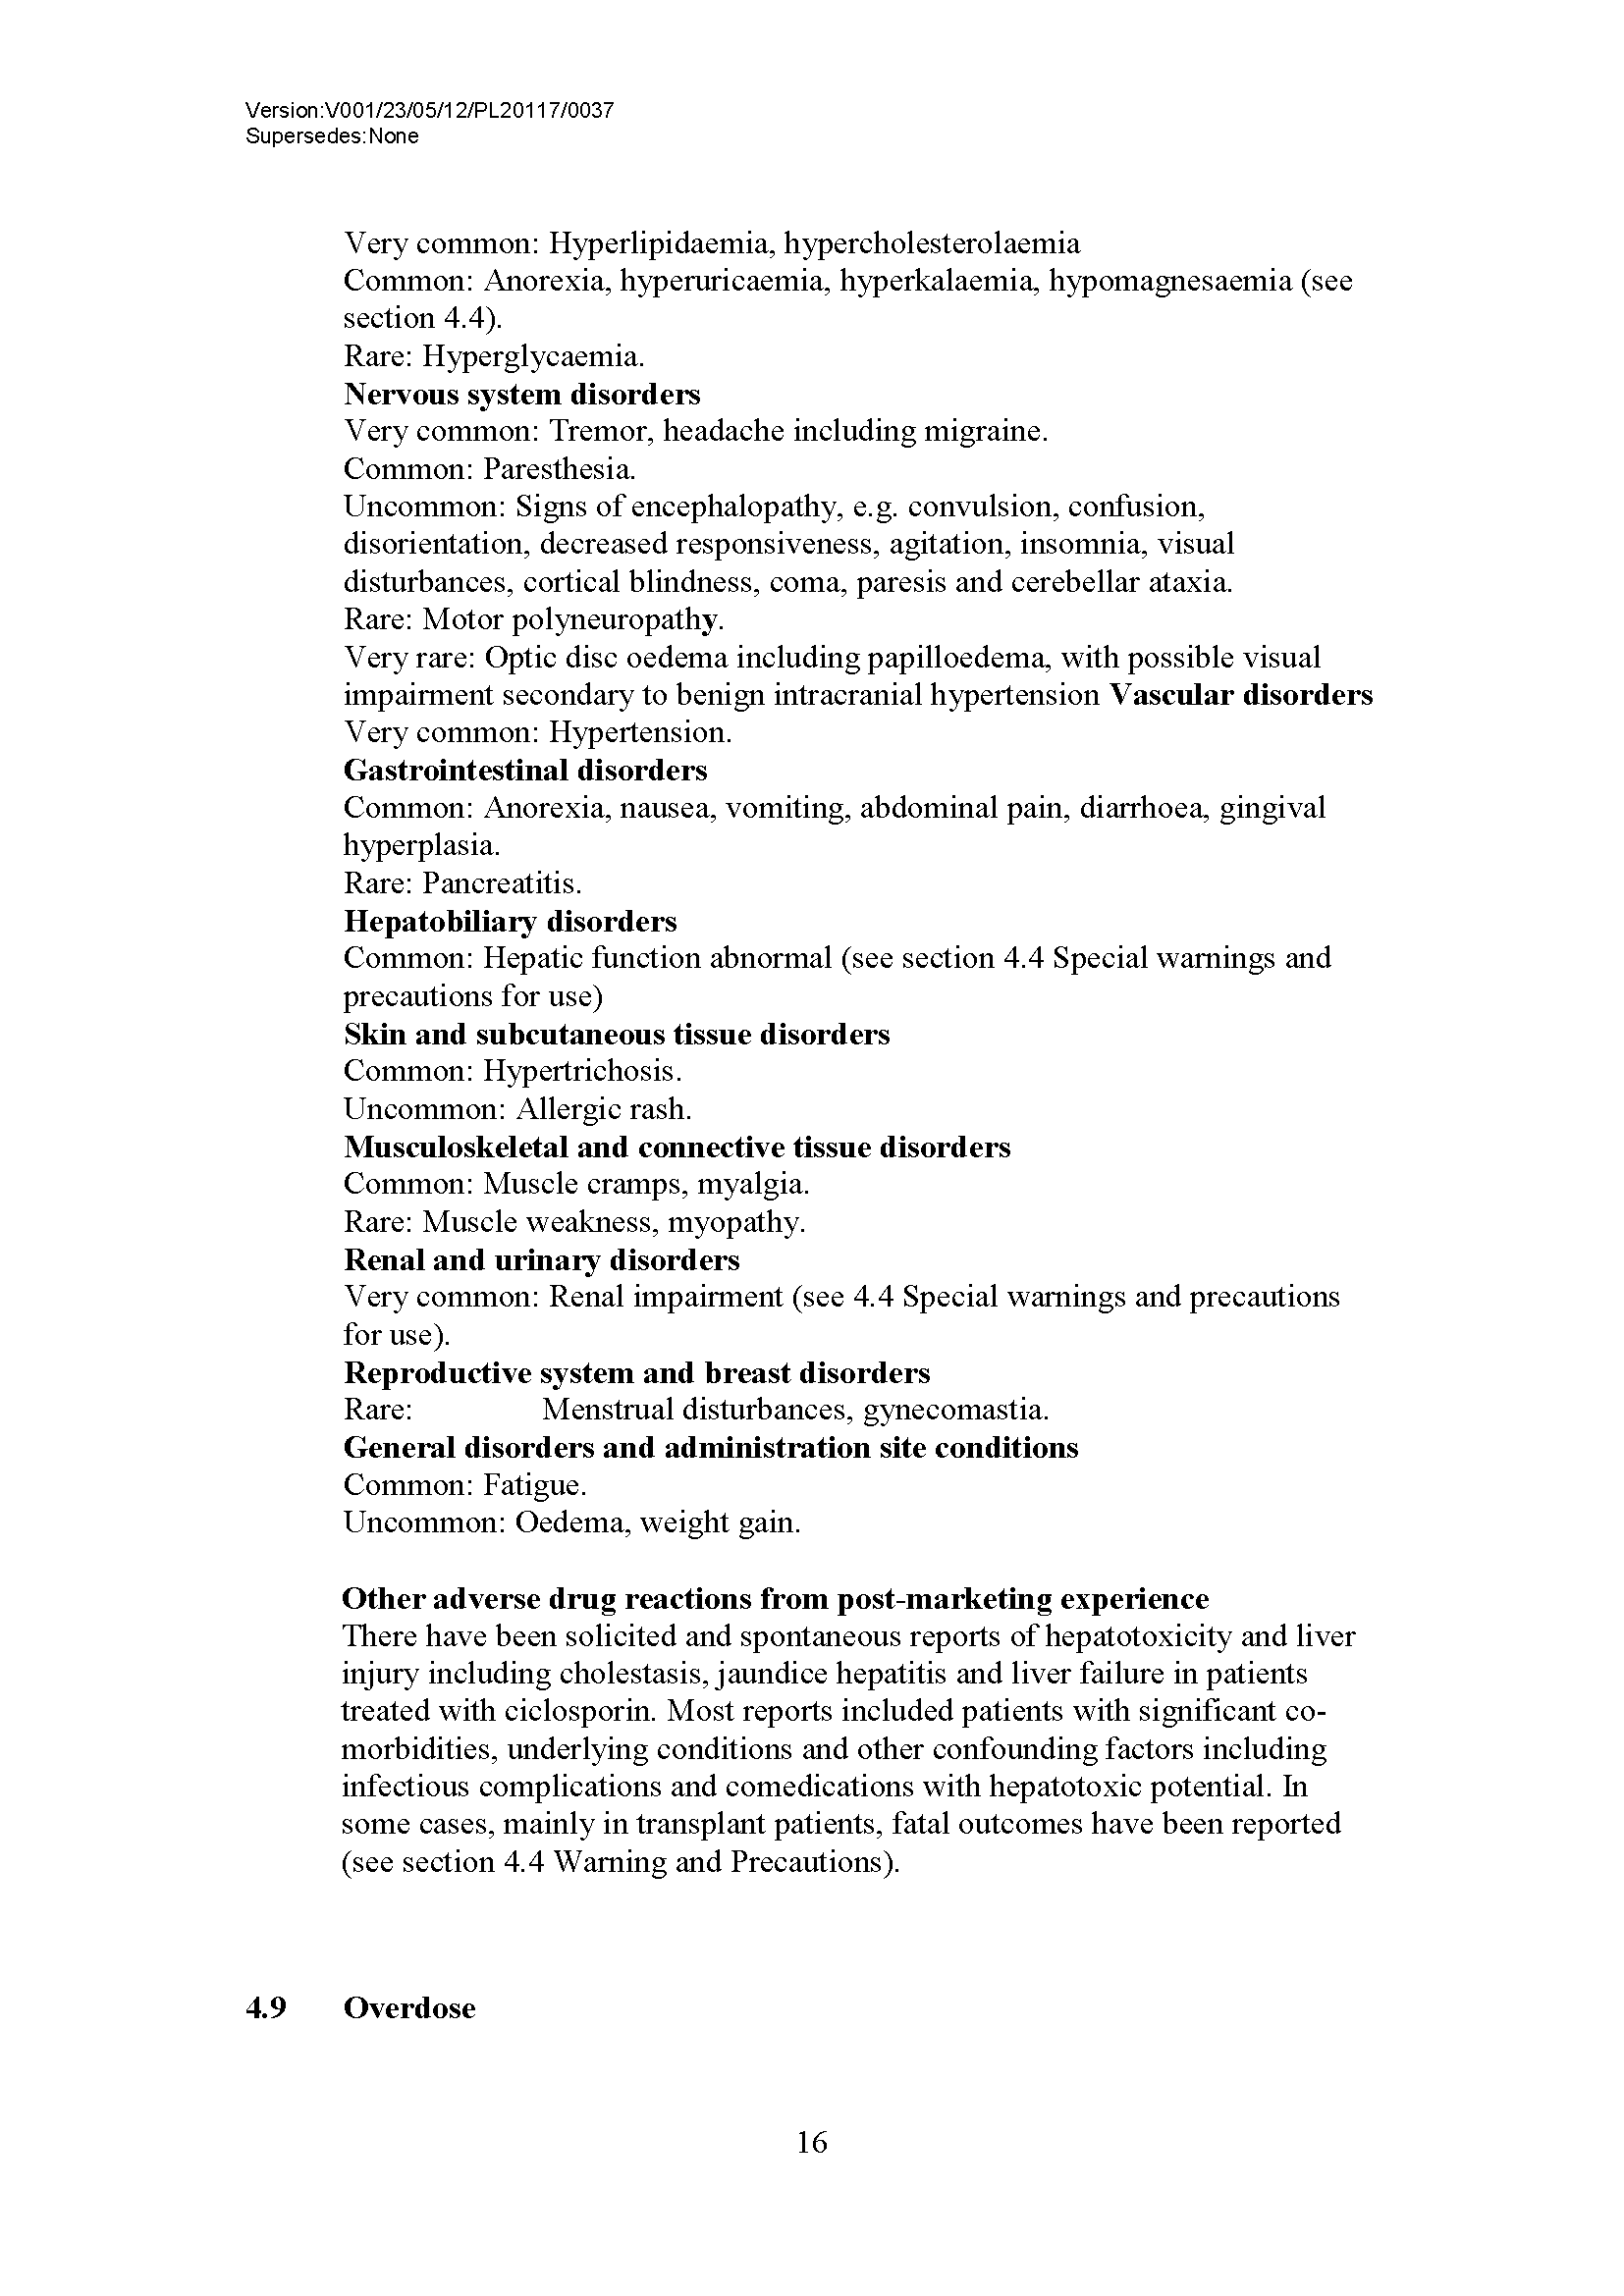 Version:V001/23/05/12/PL20117/0037
Supersedes:None
Very common: Hyperlipidaemia, hypercholesterolaemia
Common: Anorexia, hyperuricaemia, hyperkalaemia, hypomagnesaemia (see
section 4.4).
Rare: Hyperglycaemia.
Nervous system disorders
Very common: Tremor, headache including migraine.
Common: Paresthesia.
Uncommon: Signs of encephalopathy, e.g. convulsion, confusion,
disorientation, decreased responsiveness, agitation, insomnia, visual
disturbances, cortical blindness, coma, paresis and cerebellar ataxia.
Rare: Motor polyneuropathy.
Very rare: Optic disc oedema including papilloedema, with possible visual
impairment secondary to benign intracranial hypertension Vascular disorders
Very common: Hypertension.
Gastrointestinal disorders
Common: Anorexia, nausea, vomiting, abdominal pain, diarrhoea, gingival
hyperplasia.
Rare: Pancreatitis.
Hepatobiliary disorders
Common: Hepatic function abnormal (see section 4.4 Special warnings and
precautions for use)
Skin and subcutaneous tissue disorders
Common: Hypertrichosis.
Uncommon: Allergic rash.
Musculoskeletal and connective tissue disorders
Common: Muscle cramps, myalgia.
Rare: Muscle weakness, myopathy.
Renal and urinary disorders
Very common: Renal impairment (see 4.4 Special warnings and precautions
for use).
Reproductive system and breast disorders
Rare: Menstrual disturbances, gynecomastia.
General disorders and administration site conditions
Common: Fatigue.
Uncommon: Oedema, weight gain.
Other adverse drug reactions from post-marketing experience
There have been solicited and spontaneous reports of hepatotoxicity and liver
injury including cholestasis, jaundice hepatitis and liver failure in patients
treated with ciclosporin. Most reports included patients with significant co-
morbidities, underlying conditions and other confounding factors including
infectious complications and comedications with hepatotoxic potential. In
some cases, mainly in transplant patients, fatal outcomes have been reported
(see section 4.4 Warning and Precautions).
4.9 Overdose
16